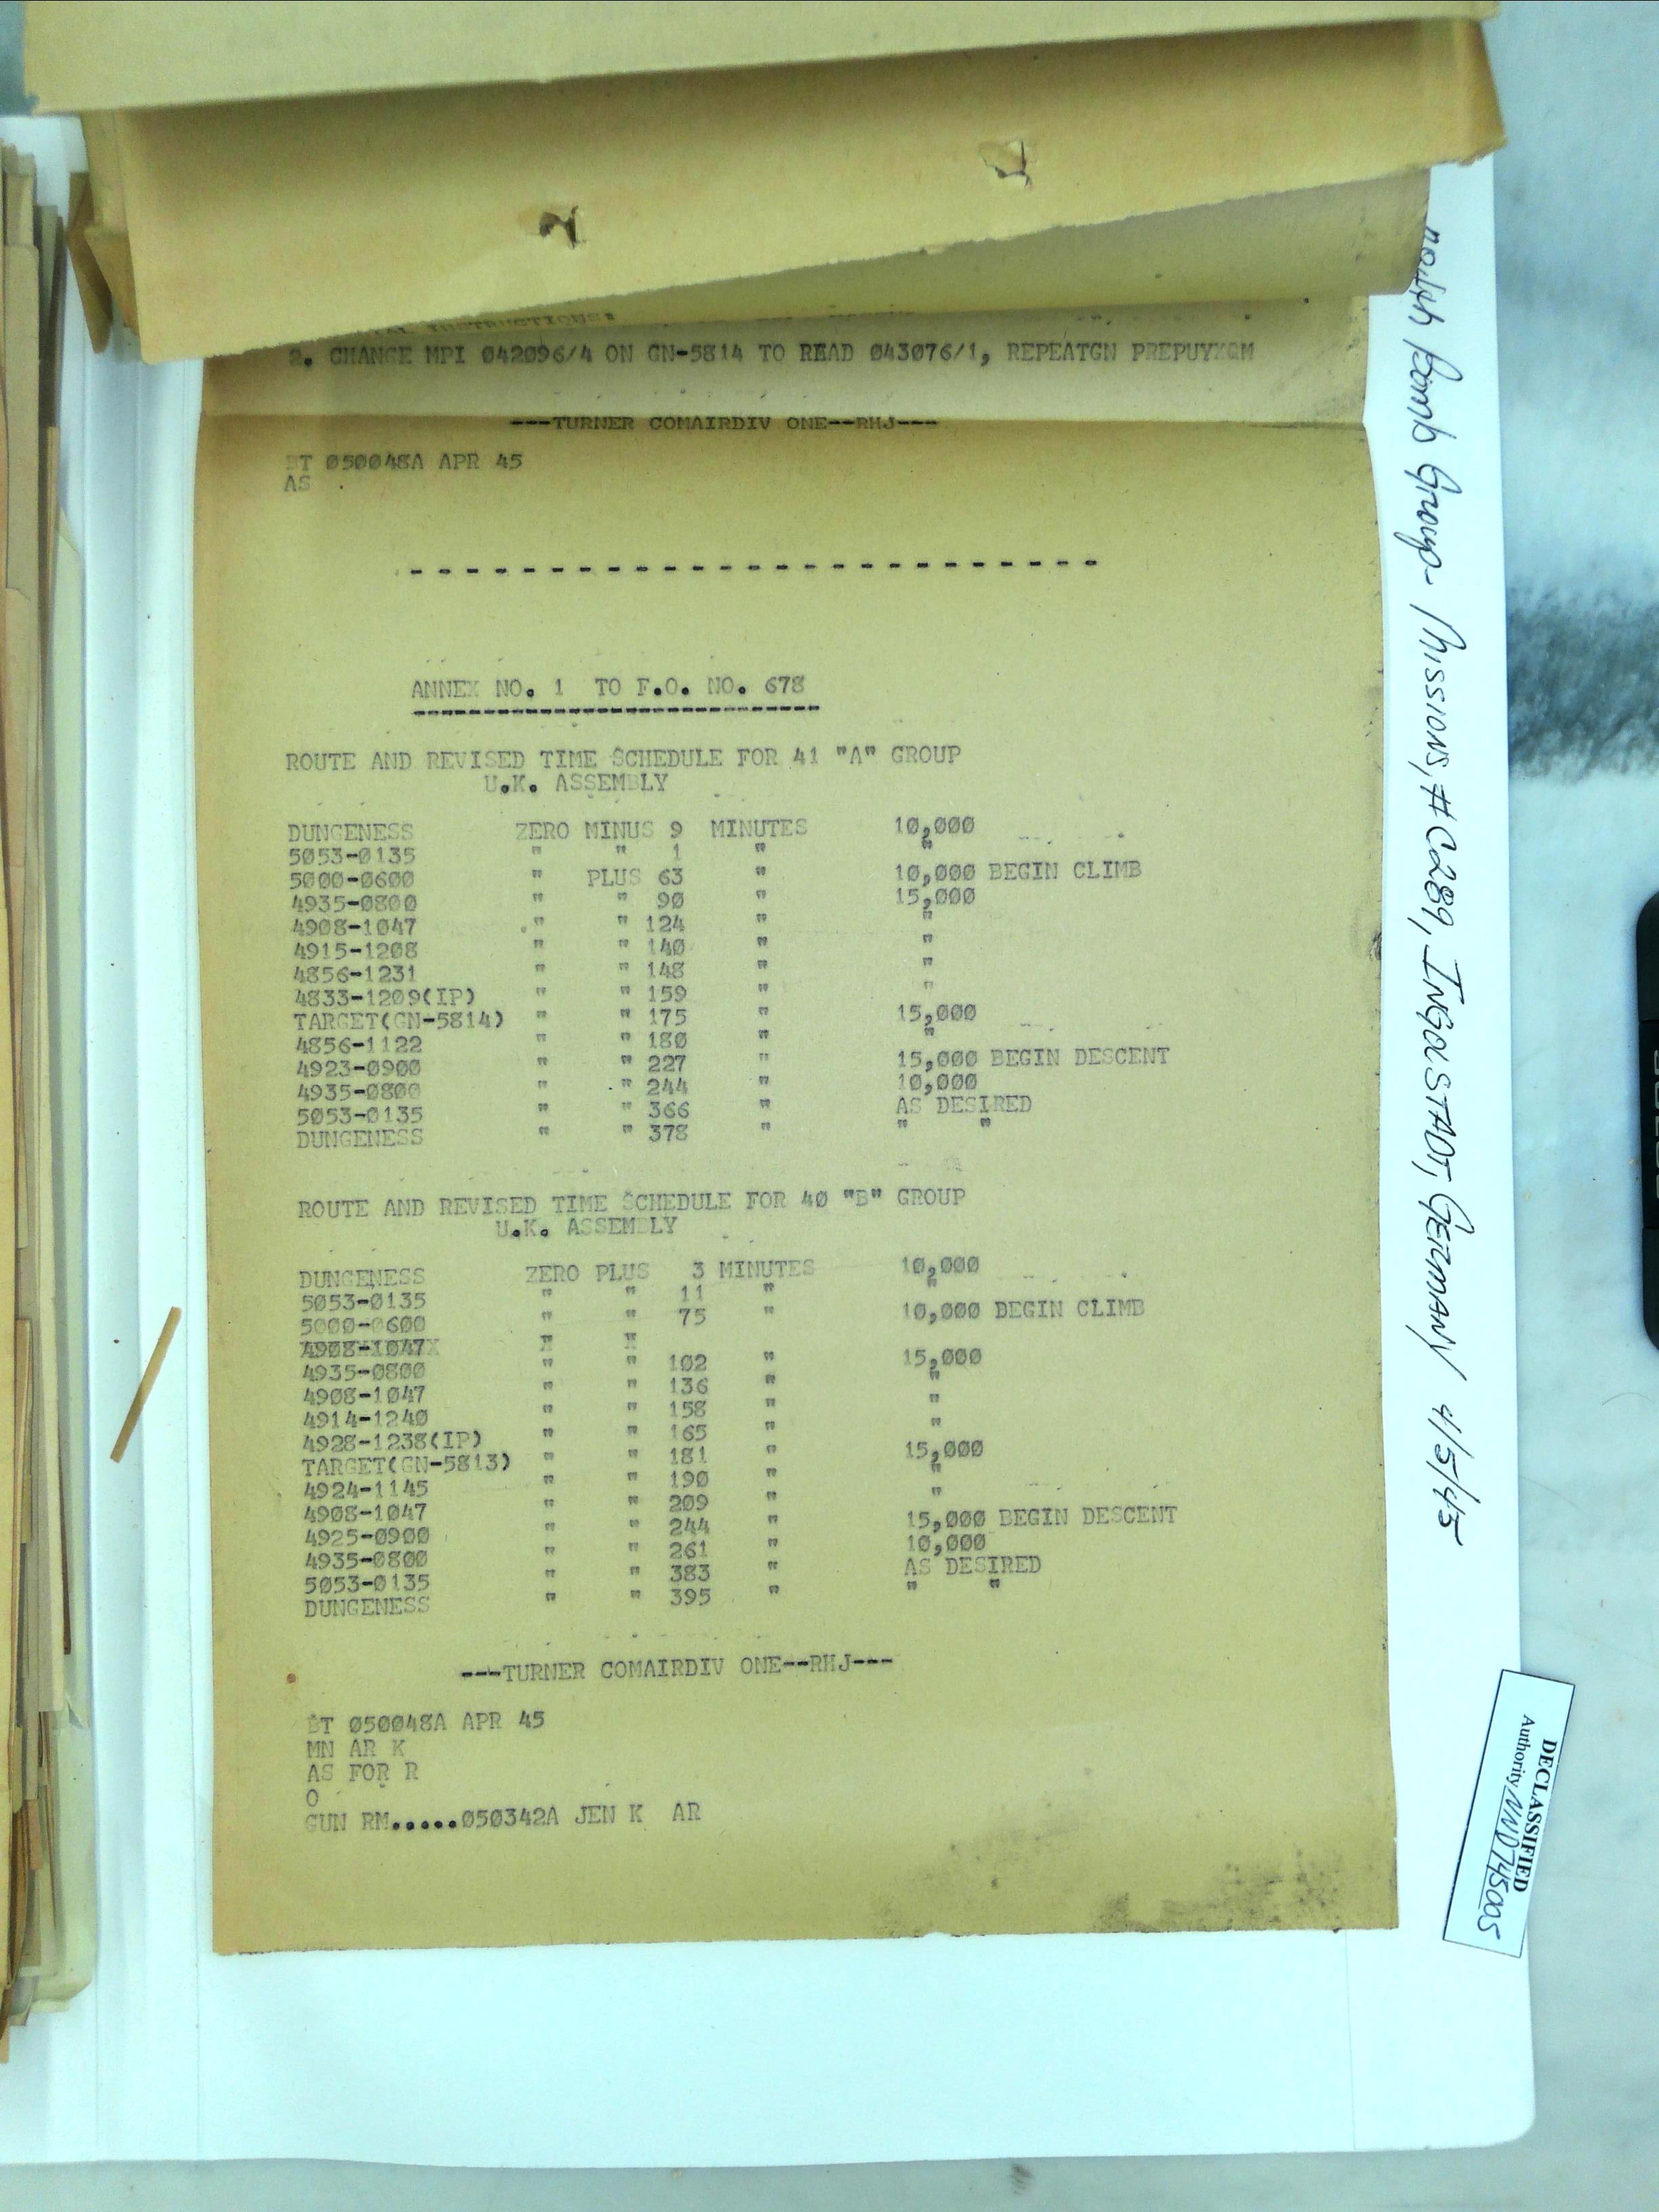 INSTRUCTIONS:
2. CHANGE MPI 042096/4 ON GN-5814 TO READ 043076/1, REPEATGN
---TURNER COMAIRDIV ONE--RHJ---
BT 050048A APR 45
AS
- - - - - - - - - - - - - - - - - - - - - - - - -
ANNEX NO. 1 TO F.O. NO. 678
-----------------------------
ROUTE AND REVISED TIME SCHEDULE FOR 41 "A" GROUP
U.K. ASSEMBLY
DUNGENESS ZERO MINUS 9 MINUTES 10,000
5053-0135 " " 1 " "
5000-0600 " PLUS 63 " 10,000 BEGIN CLIMB
4935-0800 " " 90 " 15,000
4908-1047 " " 124 " "
4915-1208 " " 140 " "
4856-1231 " " 148 " "
4833-1209(IP) " " 159 " "
TARGET(GN-5814) " " 175 " 15,000
4856-1122 " " 180 " "
4923-0900 " " 227 " 15,000 BEGIN DESCENT
4935-0800 " " 244 " 10,000
5053-0135 " " 366 " AS DESIRED
DUNGENESS " " 378 " " "
ROUTE AND REVISED TIME SCHEDULE FOR 40 "B" GROUP
U.K. ASSEMBLY
DUNGENESS ZERO PLUS 3 MINUTES 10,000
5053-0135 " " 11 " "
5000-0600 " " 75 " 10,000 BEGIN CLIMB
4935-0800 " " 102 " 15,000
4908-1047 " " 136 " "
4914-1240 " " 158 " "
4928-1238(IP) " " 165 " "
TARGET(GN-5813) " " 181 " 15,000
4924-1145 " " 190 " "
4908-1047 " " 209 " "
4925-0900 " " 244 " 15,000 BEGIN DESCENT
4935-0800 " " 261 " 10,000
5053-0135 " " 383 " AS DESIRED
DUNGENESS " " 395 " " "
---TURNER COMAIRDIV ONE--RHJ---
BT 050048A APR 45
MN AR K
AS FOR R
O
GUN RM.....050342A JEN K AR
Bomb Group - Missions, # C289, INGOLSTADT, GERMANY 4/5/45
DECLASSIFIED
Authority NND745005